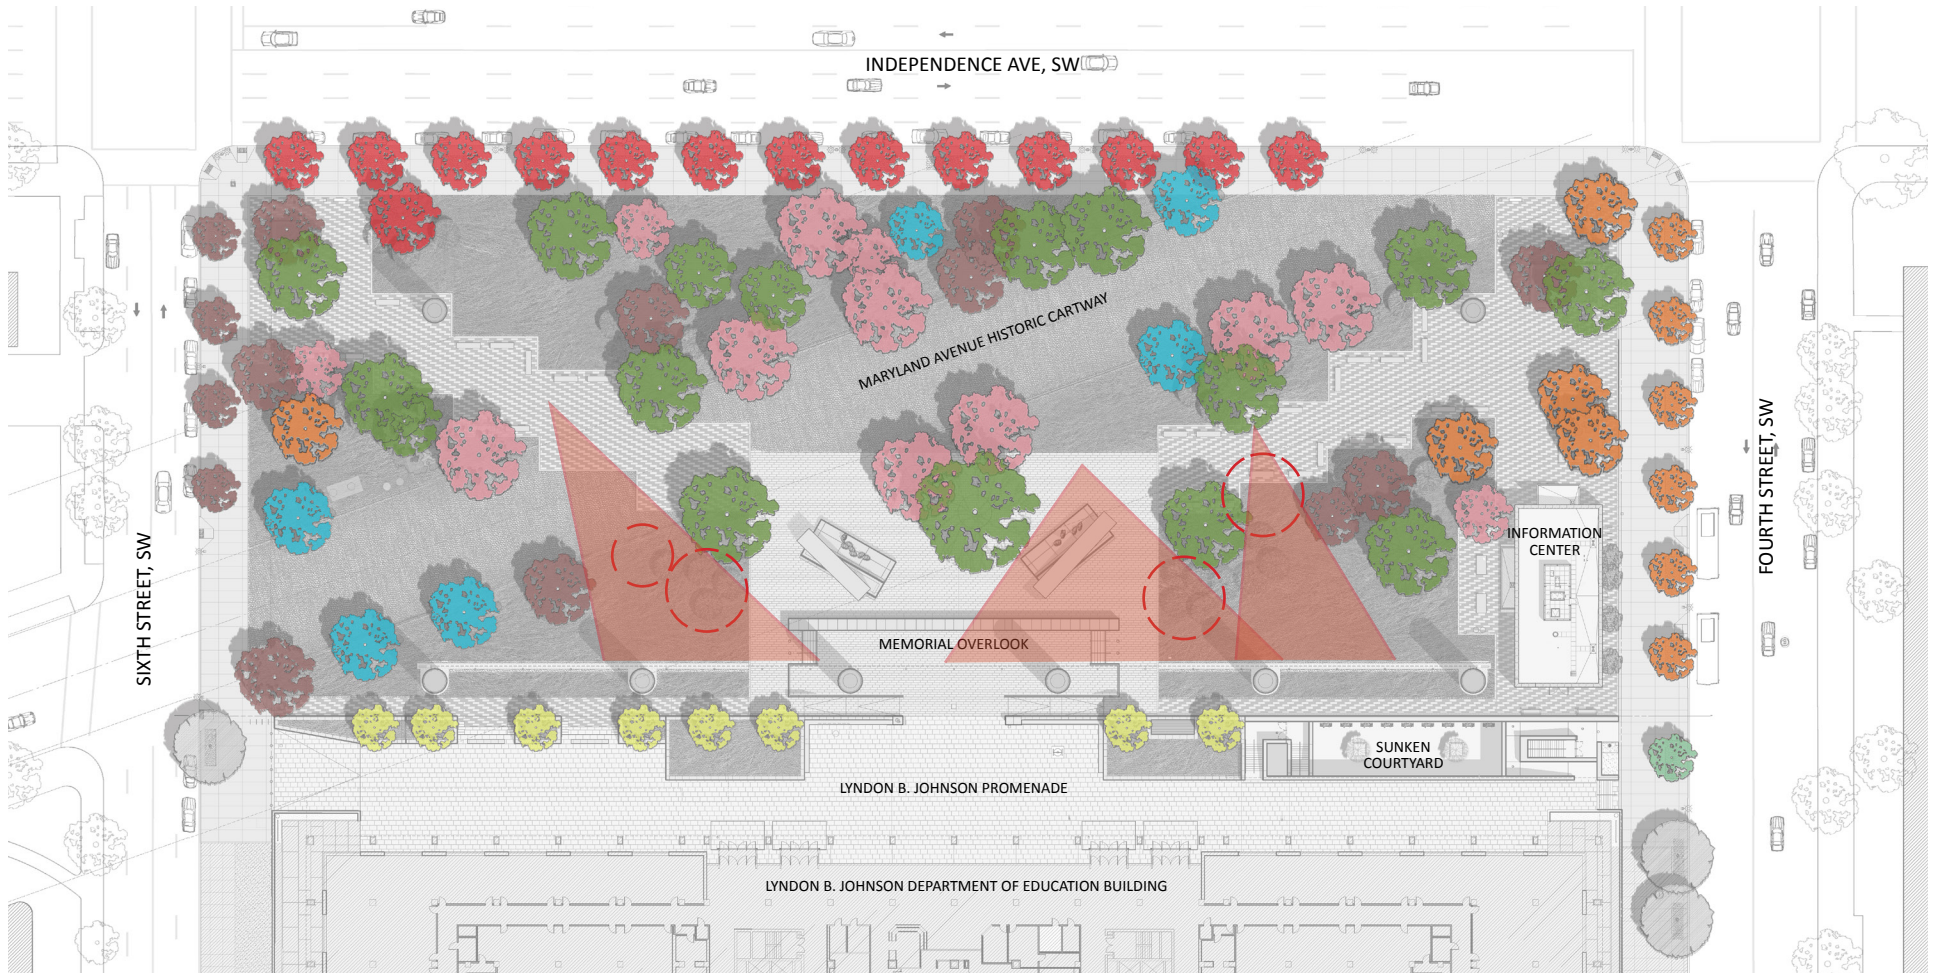 INDEPENDENCE AVE, SW
MARYLAND AVENUE HISTORIC CARTWAY
SIXTH STREET, SW
FOURTH STREET, SW
INFORMATION
CENTER
MEMORIAL OVERLOOK
SUNKEN
COURTYARD
LYNDON B. JOHNSON PROMENADE
LYNDON B. JOHNSON DEPARTMENT OF EDUCATION BUILDING